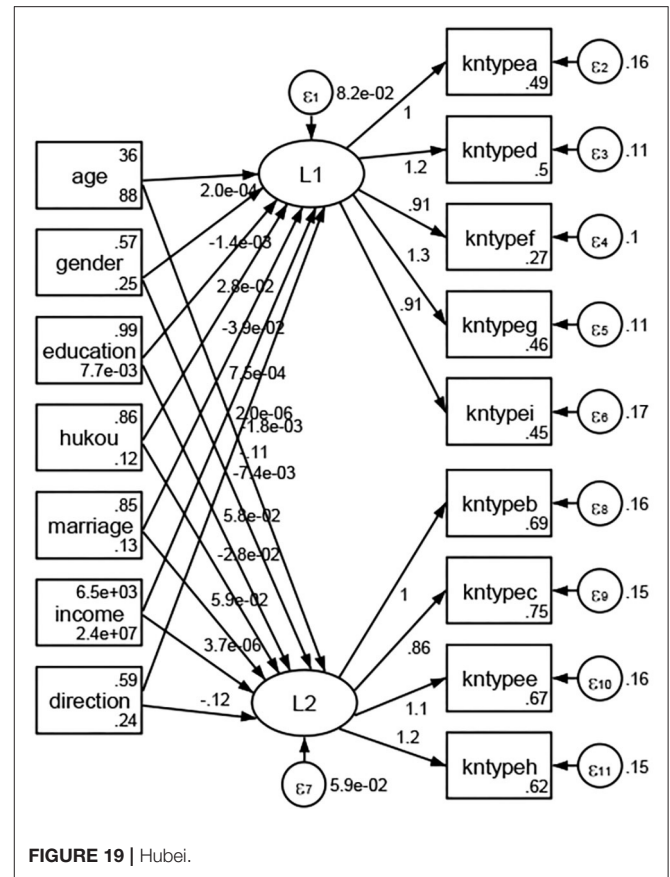 ε1 8.2e-02
L1
36
age
88
.57
gender
.25
.99
education
7.7e-03
.86
hukou
.12
.85
marriage
.13
6.5e+03
income
2.4e+07
.59
direction
.24
2.0e-04
-1.4e-03
2.8e-02
-3.9e-02
7.5e-04
2.0e-06
-1.8e-03
-.11
-7.4e-03
5.8e-02
-2.8e-02
5.9e-02
3.7e-06
-.12
L2
ε7 5.9e-02
1
1.2
.91
1.3
.91
1
.86
1.1
1.2
kntypea
.49
ε2 .16
kntyped
.5
ε3 .11
kntypef
.27
ε4 .1
kntypeg
.46
ε5 .11
kntypei
.45
ε6 .17
kntypeb
.69
ε8 .16
kntypec
.75
ε9 .15
kntypee
.67
ε10 .16
kntypeh
.62
ε11 .15
FIGURE 19 | Hubei.